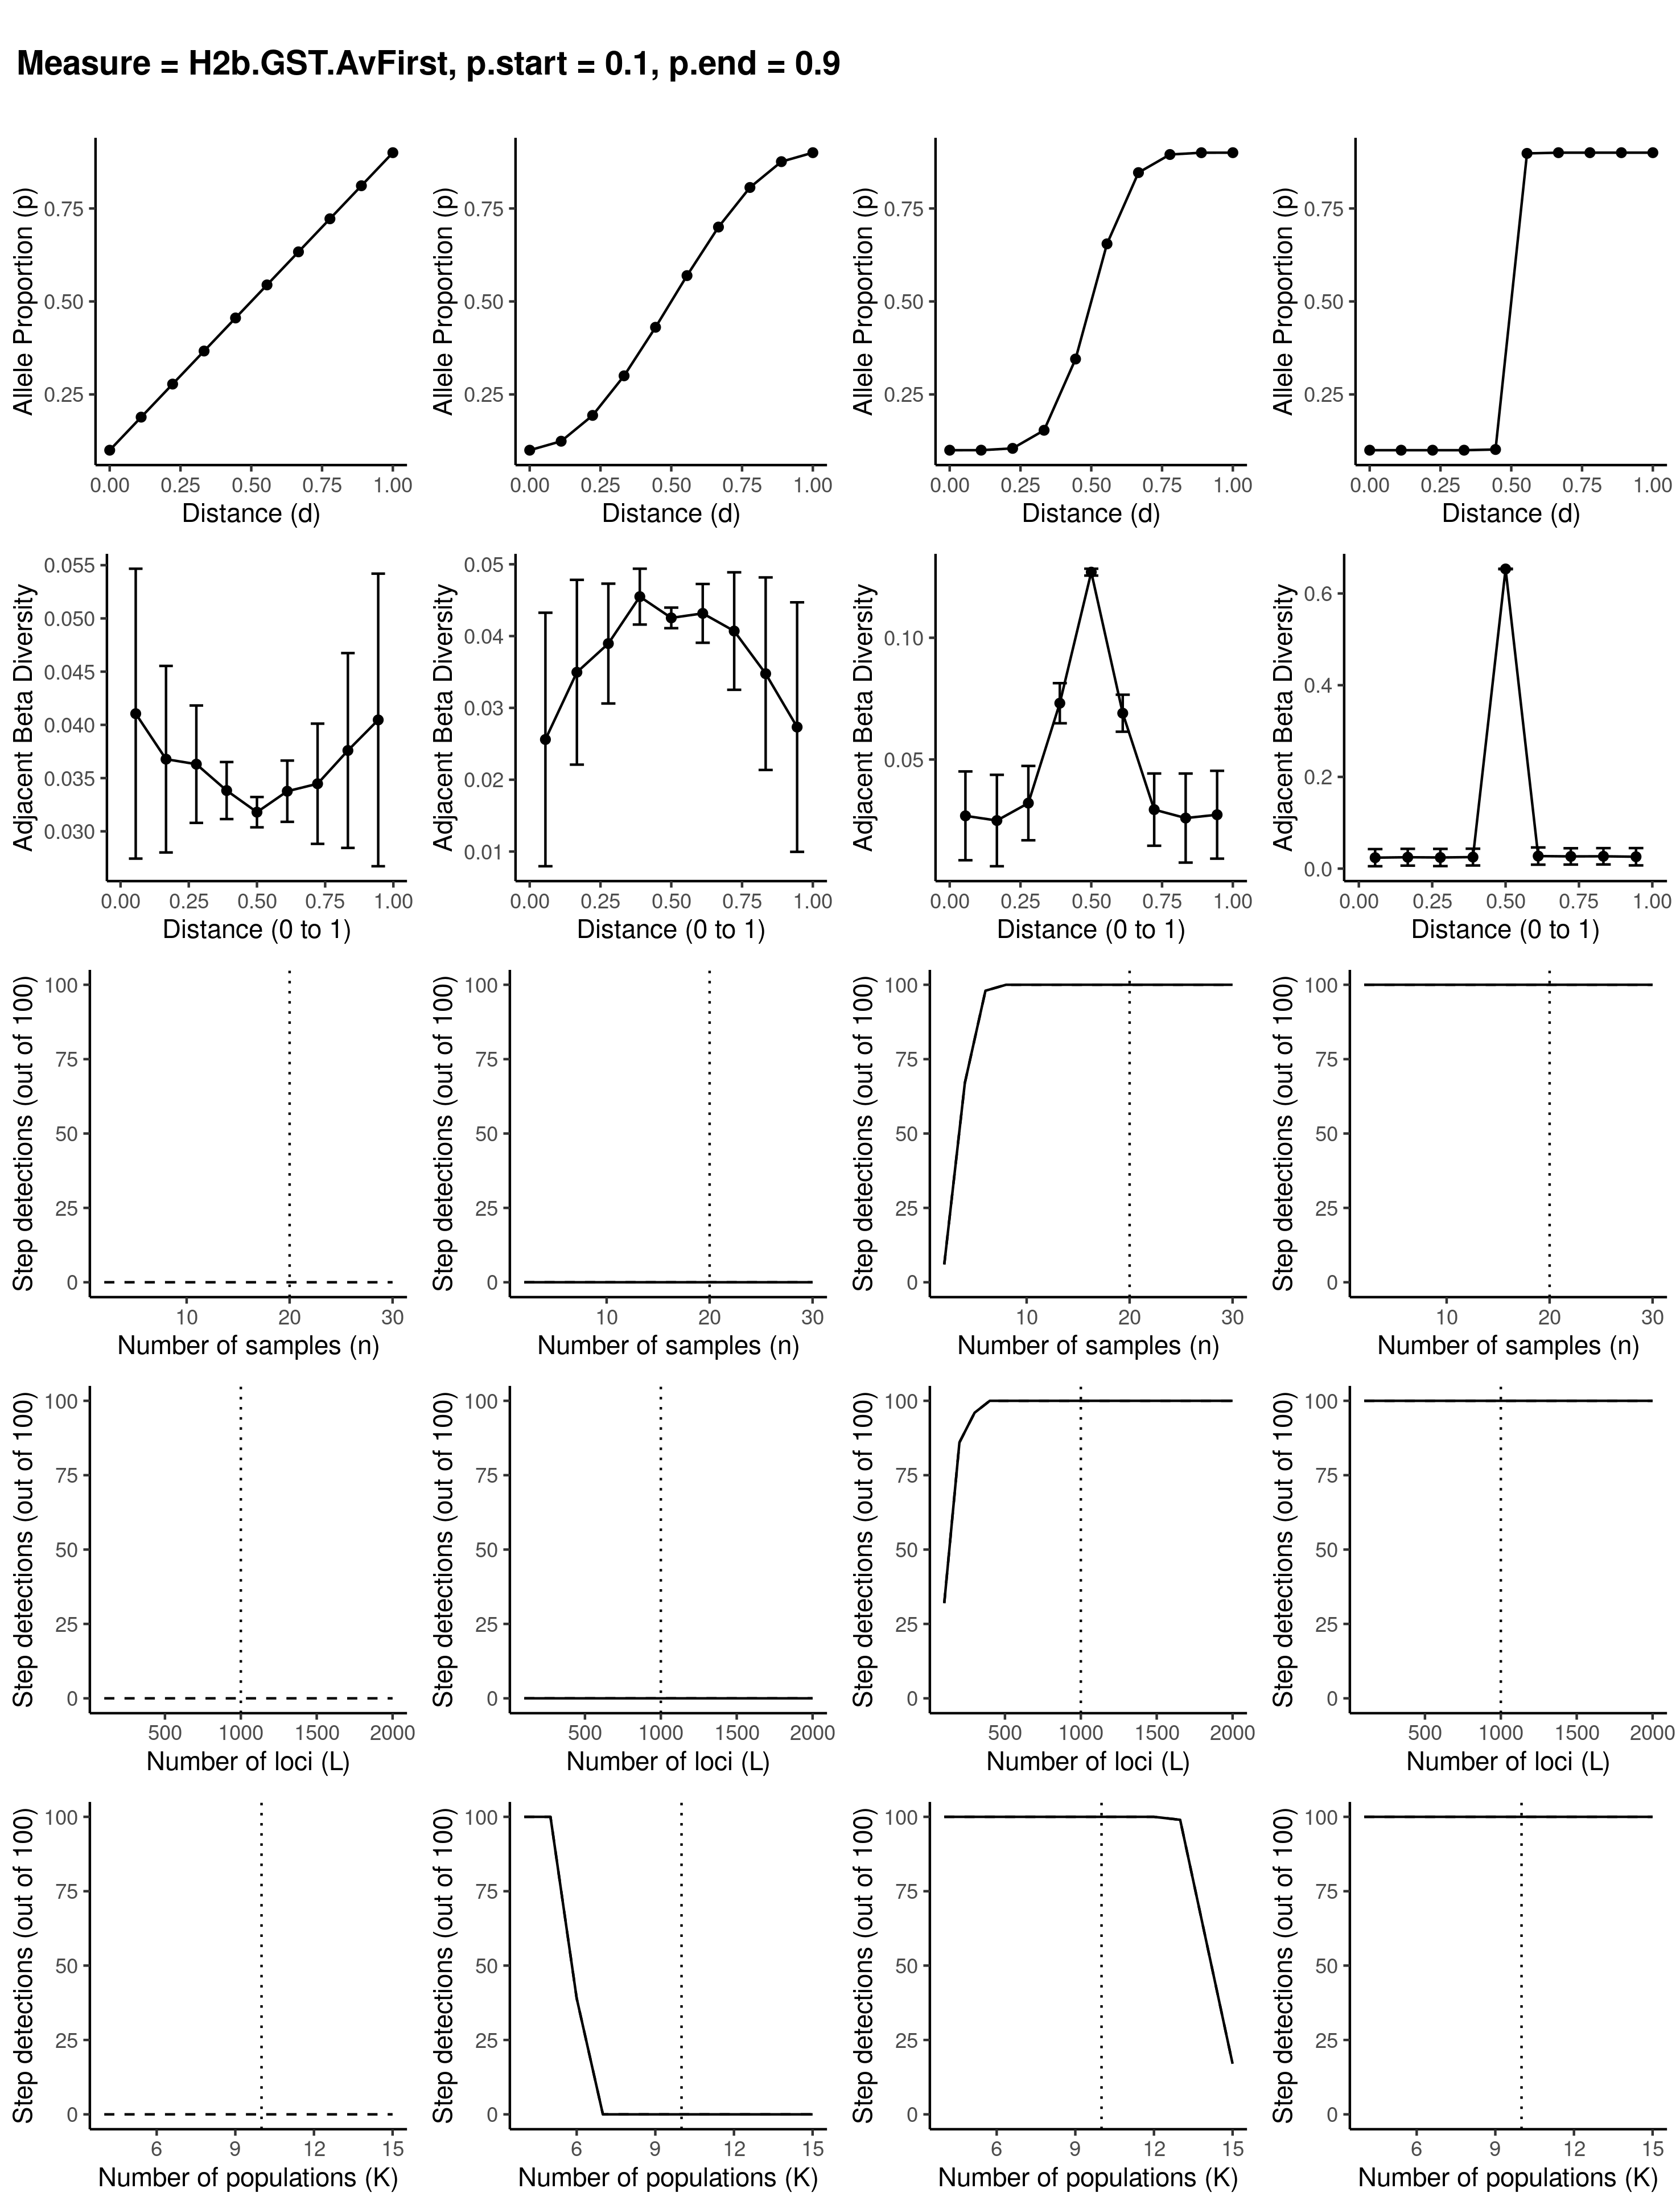 Measure = H2b.GST.AvFirst, p.start = 0.1, p.end = 0.9
Allele Proportion (p)
0.75
0.50
0.25
0.00 0.25 0.50 0.75 1.00
Distance (d)
Allele Proportion (p)
0.75
0.50
0.25
0.00 0.25 0.50 0.75 1.00
Distance (d)
Allele Proportion (p)
0.75
0.50
0.25
0.00 0.25 0.50 0.75 1.00
Distance (d)
Allele Proportion (p)
0.75
0.50
0.25
0.00 0.25 0.50 0.75 1.00
Distance (d)
Adjacent Beta Diversity
0.055
0.050
0.045
0.040
0.035
0.030
0.00 0.25 0.50 0.75 1.00
Distance (0 to 1)
Adjacent Beta Diversity
0.05
0.04
0.03
0.02
0.01
0.00 0.25 0.50 0.75 1.00
Distance (0 to 1)
Adjacent Beta Diversity
0.10
0.05
0.00 0.25 0.50 0.75 1.00
Distance (0 to 1)
Adjacent Beta Diversity
0.6
0.4
0.2
0.0
0.00 0.25 0.50 0.75 1.00
Distance (0 to 1)
Step detections (out of 100)
100
75
50
25
0
10 20 30
Number of samples (n)
Step detections (out of 100)
100
75
50
25
0
10 20 30
Number of samples (n)
Step detections (out of 100)
100
75
50
25
0
10 20 30
Number of samples (n)
Step detections (out of 100)
100
75
50
25
0
10 20 30
Number of samples (n)
Step detections (out of 100)
100
75
50
25
0
500 1000 1500 2000
Number of loci (L)
Step detections (out of 100)
100
75
50
25
0
500 1000 1500 2000
Number of loci (L)
Step detections (out of 100)
100
75
50
25
0
500 1000 1500 2000
Number of loci (L)
Step detections (out of 100)
100
75
50
25
0
500 1000 1500 2000
Number of loci (L)
Step detections (out of 100)
100
75
50
25
0
6 9 12 15
Number of populations (K)
Step detections (out of 100)
100
75
50
25
0
6 9 12 15
Number of populations (K)
Step detections (out of 100)
100
75
50
25
0
6 9 12 15
Number of populations (K)
Step detections (out of 100)
100
75
50
25
0
6 9 12 15
Number of populations (K)